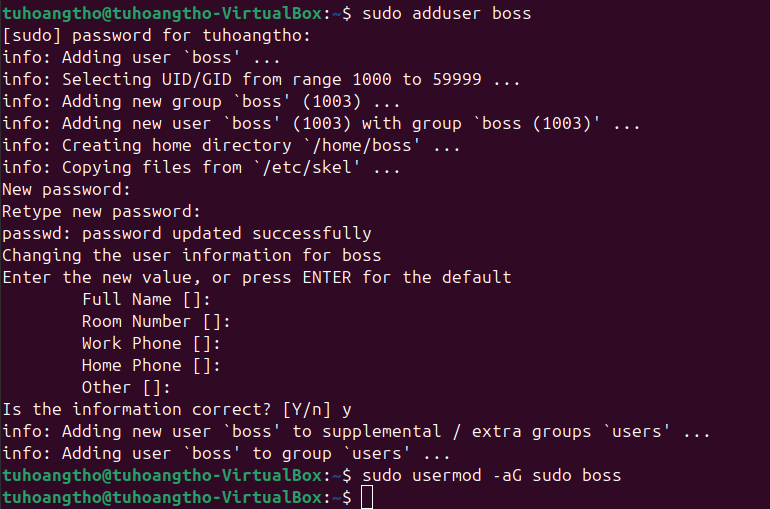 tuhoangtho@tuhoangtho-VirtualBox:~$ sudo adduser boss
[sudo] password for tuhoangtho:
info: Adding user `boss' ...
info: Selecting UID/GID from range 1000 to 59999 ...
info: Adding new group `boss' (1003) ...
info: Adding new user `boss' (1003) with group `boss (1003)' ...
info: Creating home directory `/home/boss' ...
info: Copying files from `/etc/skel' ...
New password:
Retype new password:
passwd: password updated successfully
Changing the user information for boss
Enter the new value, or press ENTER for the default
        Full Name []:
        Room Number []:
        Work Phone []:
        Home Phone []:
        Other []:
Is the information correct? [Y/n] y
info: Adding new user `boss' to supplemental / extra groups `users' ...
info: Adding user `boss' to group `users' ...
tuhoangtho@tuhoangtho-VirtualBox:~$ sudo usermod -aG sudo boss
tuhoangtho@tuhoangtho-VirtualBox:~$